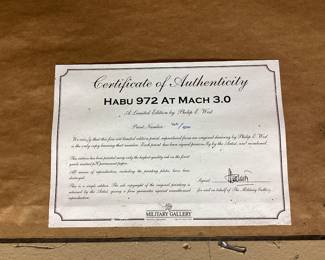 Certificate of Authenticity
HABU 972 AT MACH 3.0
A Limited Edition by Philip E. West
Print Number:
We certify that this fine art limited edition print, reproduced from an original drawing by Philip E. West
is the only copy bearing that number. Each print has been signed personally by the Artist and numbered.
This edition has been printed using the highest quality ink on the finest
grade neutral pH permanent paper.
All means of reproduction, including the printing plates, have been
destroyed.
This is a single edition. The sole copyright of the original painting is
retained by the Artist, giving a firm guarantee against unauthorised
reproduction.
Signed
for and on behalf of The Military Gallery
MILITARY GALLERY